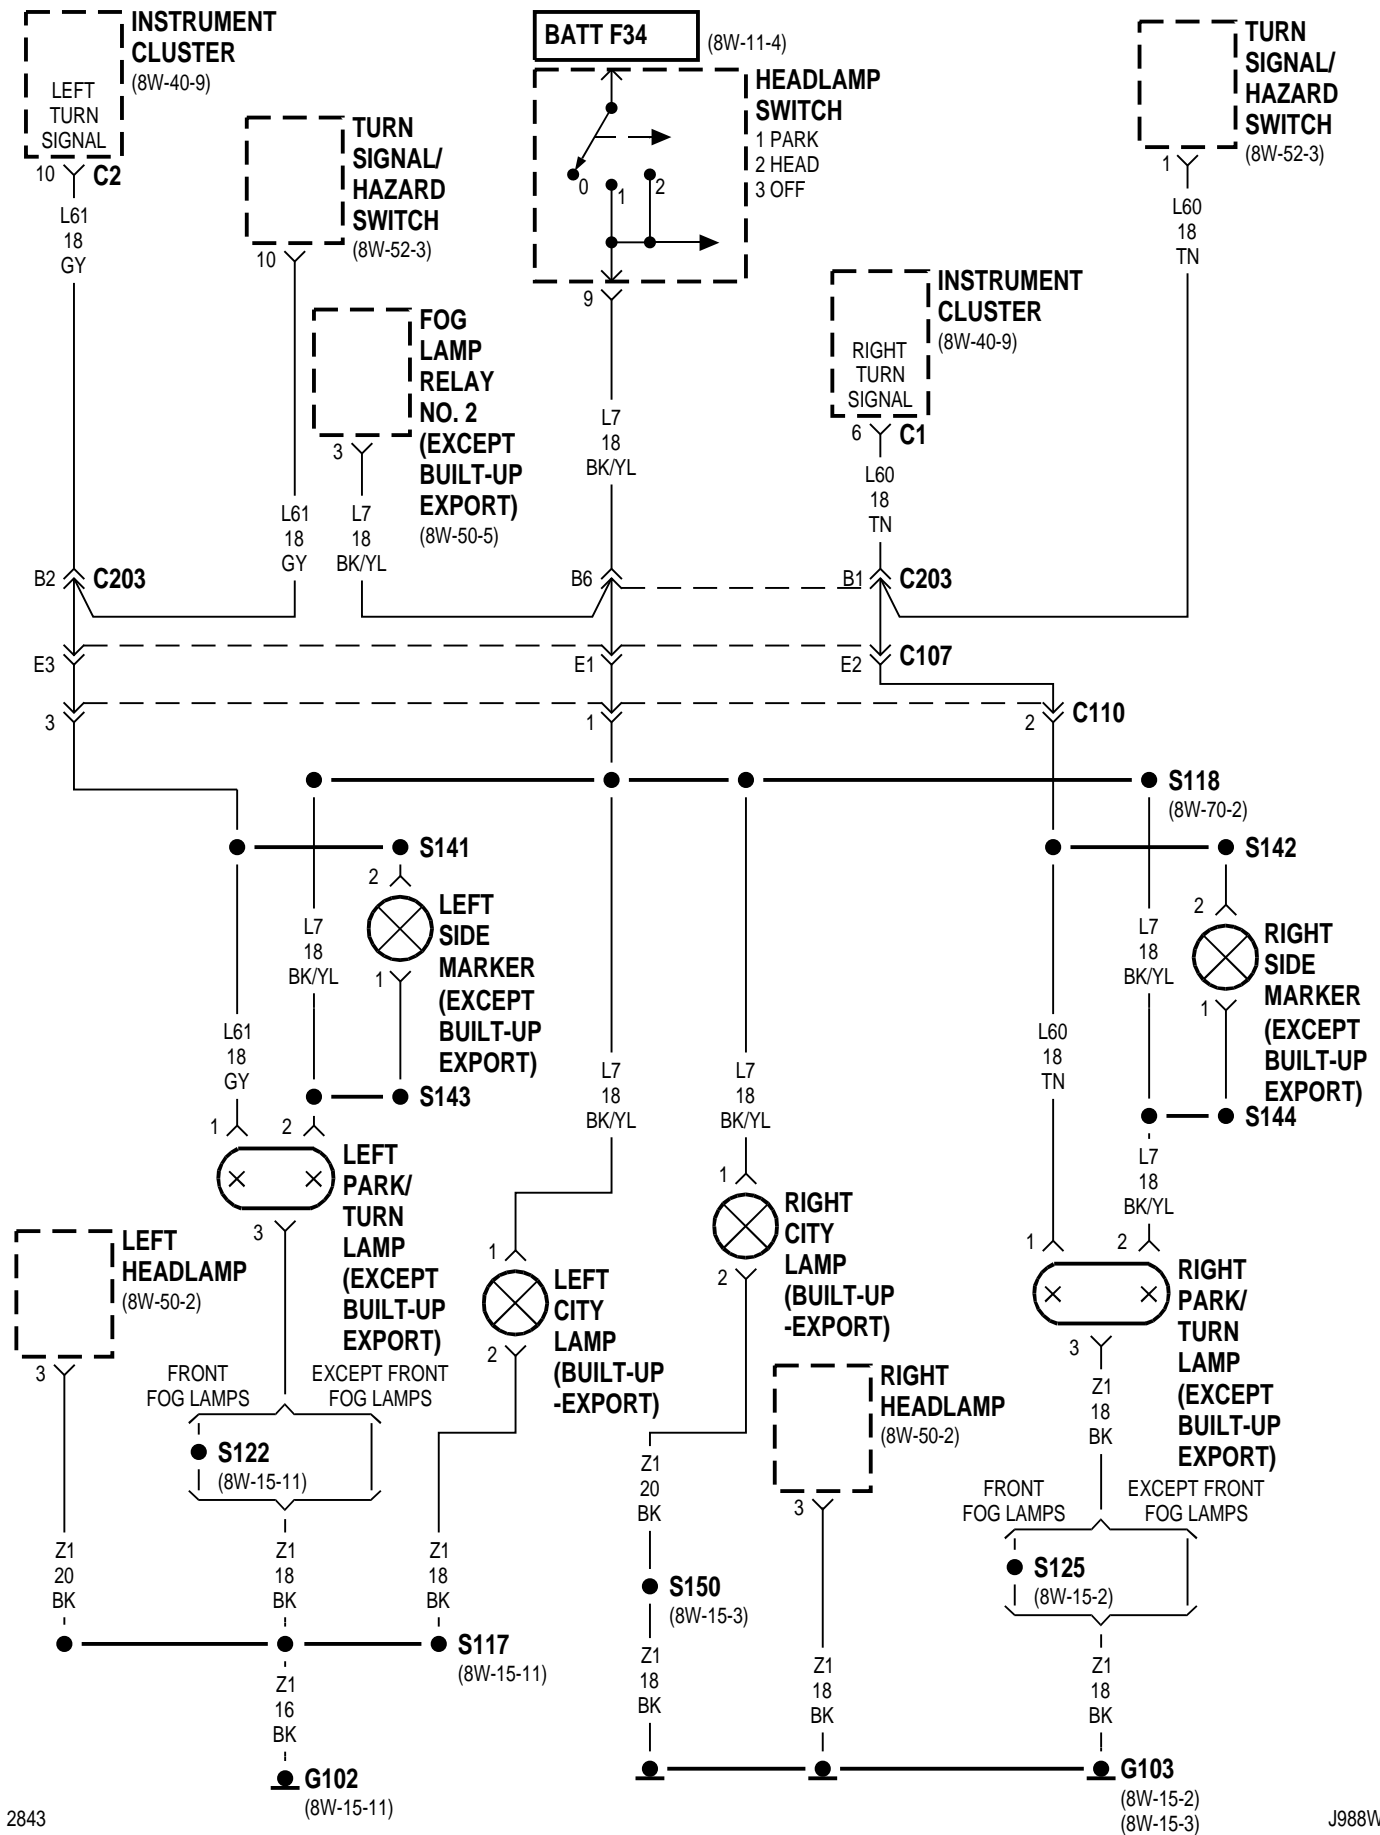 INSTRUMENT
CLUSTER
(8W-40-9)
LEFT
TURN
SIGNAL
10
C2
L61
18
GY
TURN
SIGNAL/
HAZARD
SWITCH
(8W-52-3)
10
L61
18
GY
FOG
LAMP
RELAY
NO. 2
(EXCEPT
BUILT-UP
EXPORT)
(8W-50-5)
3
L7
18
BK/YL
BATT F34
(8W-11-4)
HEADLAMP
SWITCH
1 PARK
2 HEAD
3 OFF
0
1
2
9
L7
18
BK/YL
INSTRUMENT
CLUSTER
(8W-40-9)
RIGHT
TURN
SIGNAL
6
C1
L60
18
TN
TURN
SIGNAL/
HAZARD
SWITCH
(8W-52-3)
1
L60
18
TN
B2
C203
B6
B1
C203
E3
E1
E2
C107
3
1
2
C110
S118
(8W-70-2)
S141
2
LEFT
SIDE
MARKER
(EXCEPT
BUILT-UP
EXPORT)
1
L7
18
BK/YL
L61
18
GY
S143
1
2
LEFT
PARK/
TURN
LAMP
(EXCEPT
BUILT-UP
EXPORT)
3
L7
18
BK/YL
L7
18
BK/YL
S142
2
RIGHT
SIDE
MARKER
(EXCEPT
BUILT-UP
EXPORT)
1
L7
18
BK/YL
L60
18
TN
S144
L7
18
BK/YL
1
2
RIGHT
PARK/
TURN
LAMP
(EXCEPT
BUILT-UP
EXPORT)
3
Z1
18
BK
LEFT
HEADLAMP
(8W-50-2)
3
1
LEFT
CITY
LAMP
(BUILT-UP
-EXPORT)
2
1
RIGHT
CITY
LAMP
(BUILT-UP
-EXPORT)
2
RIGHT
HEADLAMP
(8W-50-2)
3
FRONT
FOG LAMPS
EXCEPT FRONT
FOG LAMPS
S122
(8W-15-11)
FRONT
FOG LAMPS
EXCEPT FRONT
FOG LAMPS
S125
(8W-15-2)
Z1
20
BK
Z1
18
BK
Z1
18
BK
Z1
20
BK
S150
(8W-15-3)
S117
(8W-15-11)
Z1
16
BK
Z1
18
BK
Z1
18
BK
Z1
18
BK
G102
(8W-15-11)
G103
(8W-15-2)
(8W-15-3)
2843
J988W